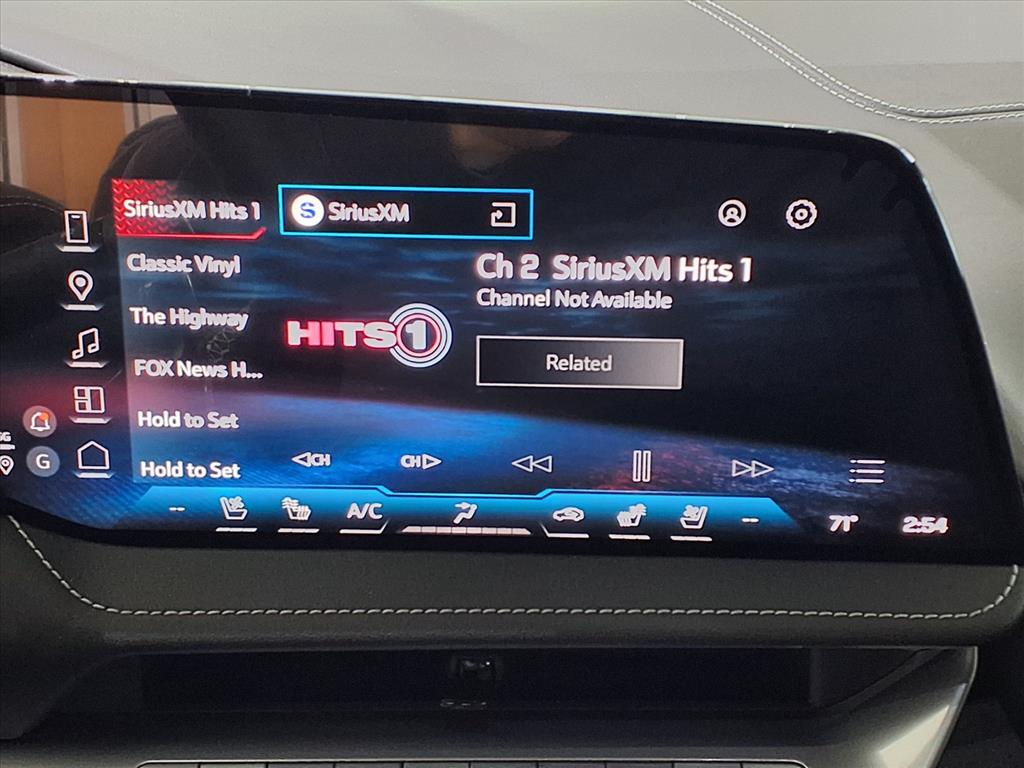 SiriusXM Hits 1
SiriusXM
Classic Vinyl
Ch 2 SiriusXM Hits 1
Channel Not Available
The Highway
HITS 1
Related
FOX News H...
Hold to Set
Hold to Set
G
CH
CH
-- A/C -- 71° 2:54
5G